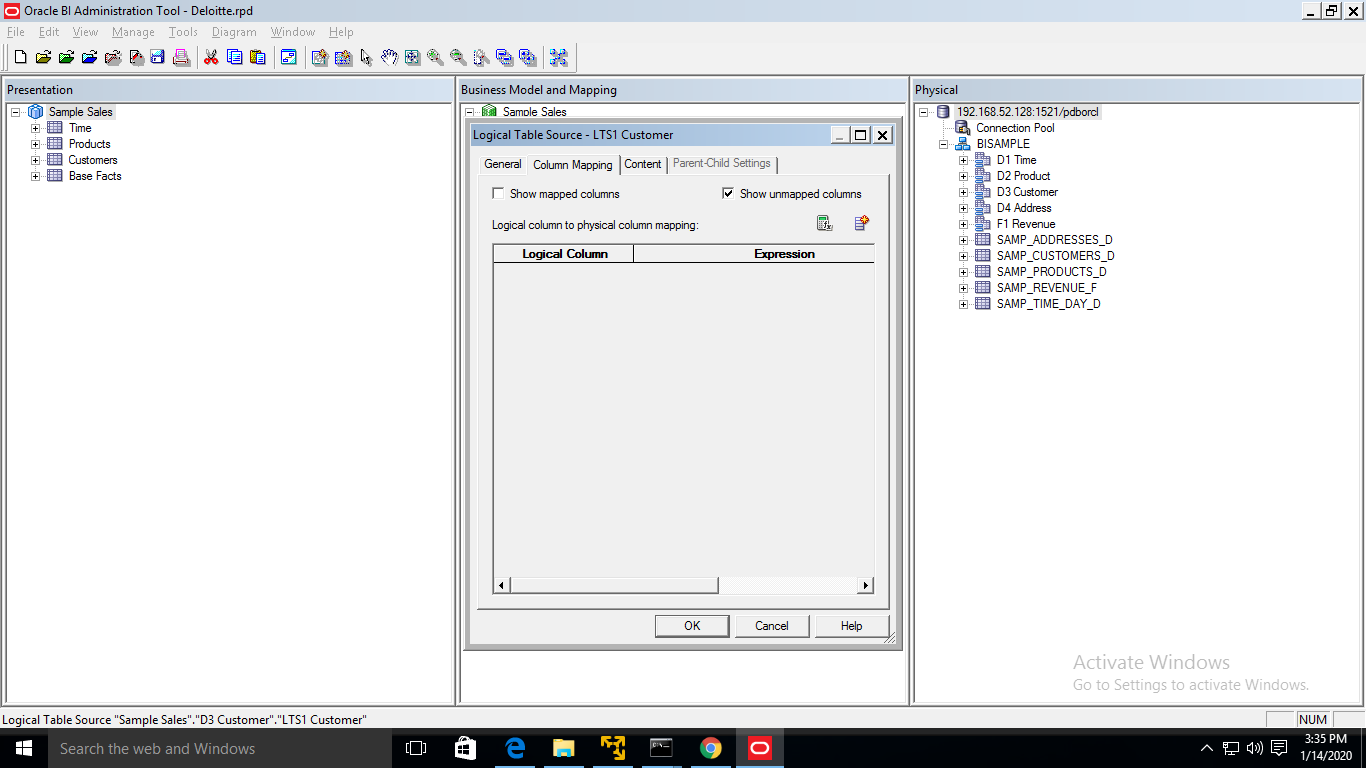 Oracle BI Administration Tool - Deloitte.rpd
File Edit View Manage Tools Diagram Window Help
Presentation
Sample Sales
Time
Products
Customers
Base Facts
Business Model and Mapping
Sample Sales
Logical Table Source - LTS1 Customer
General Column Mapping Content Parent-Child Settings
Show mapped columns Show unmapped columns
Logical column to physical column mapping:
Logical Column Expression
OK Cancel Help
Physical
192.168.52.128:1521/pdborcl
Connection Pool
BISAMPLE
D1 Time
D2 Product
D3 Customer
D4 Address
F1 Revenue
SAMP_ADDRESSES_D
SAMP_CUSTOMERS_D
SAMP_PRODUCTS_D
SAMP_REVENUE_F
SAMP_TIME_DAY_D
Activate Windows
Go to Settings to activate Windows.
Logical Table Source "Sample Sales"."D3 Customer"."LTS1 Customer"
NUM
Search the web and Windows
3:35 PM
1/14/2020